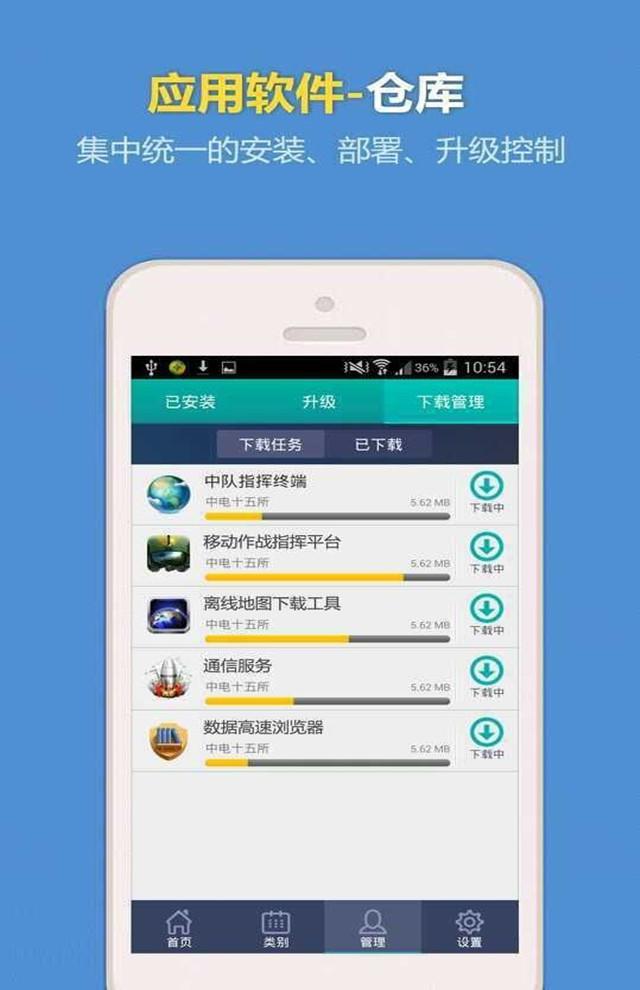 应用软件-仓库
集中统一的安装、部署、升级控制
36% 10:54
已安装 升级 下载管理
下载任务 已下载
中队指挥终端
中电十五所 5.62 MB 下载中
移动作战指挥平台
中电十五所 5.62 MB 下载中
离线地图下载工具
中电十五所 5.62 MB 下载中
通信服务
中电十五所 5.62 MB 下载中
数据高速浏览器
中电十五所 5.62 MB 下载中
首页 类别 管理 设置